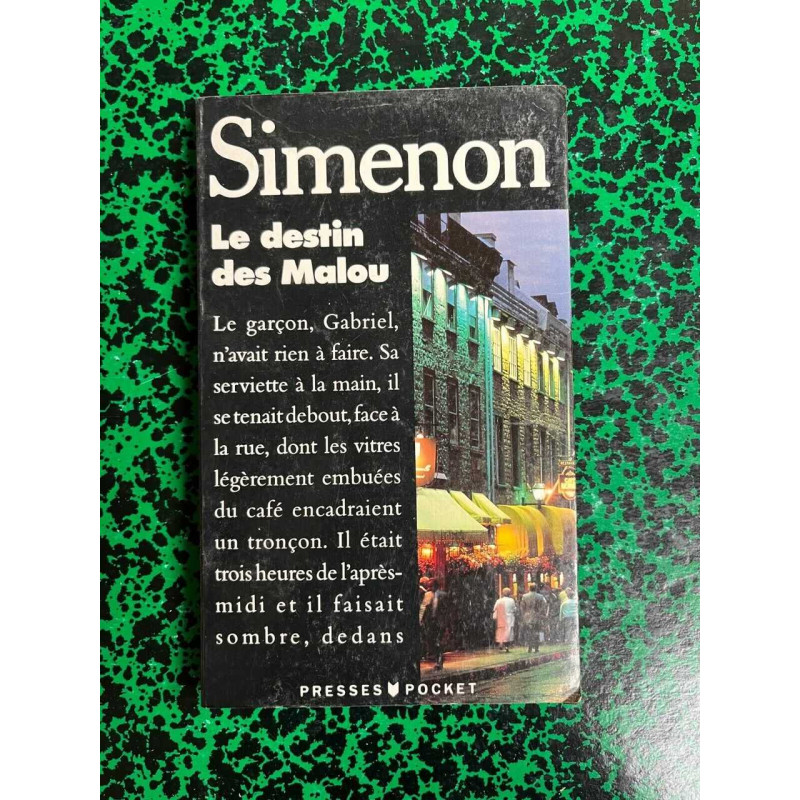 Simenon
Le destin
des Malou
Le garçon, Gabriel,
n'avait rien à faire. Sa
serviette à la main, il
se tenait debout, face à
la rue, dont les vitres
légèrement embuées
du café encadraient
un tronçon. Il était
trois heures de l'après-
midi et il faisait
sombre, dedans
PRESSES POCKET